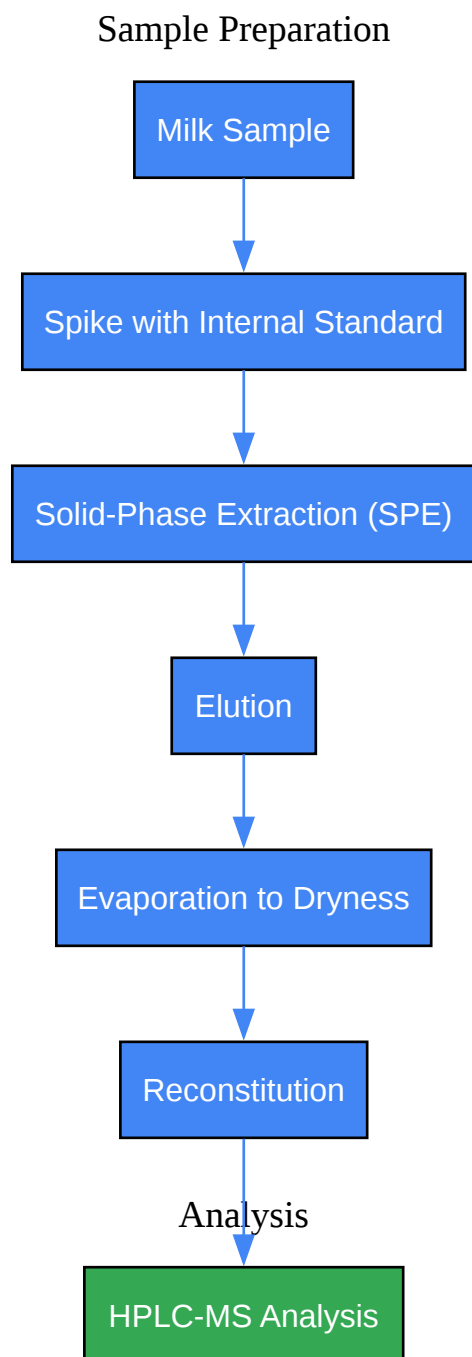 Sample Preparation
Milk Sample
Spike with Internal Standard
Solid-Phase Extraction (SPE)
Elution
Evaporation to Dryness
Reconstitution
Analysis
HPLC-MS Analysis